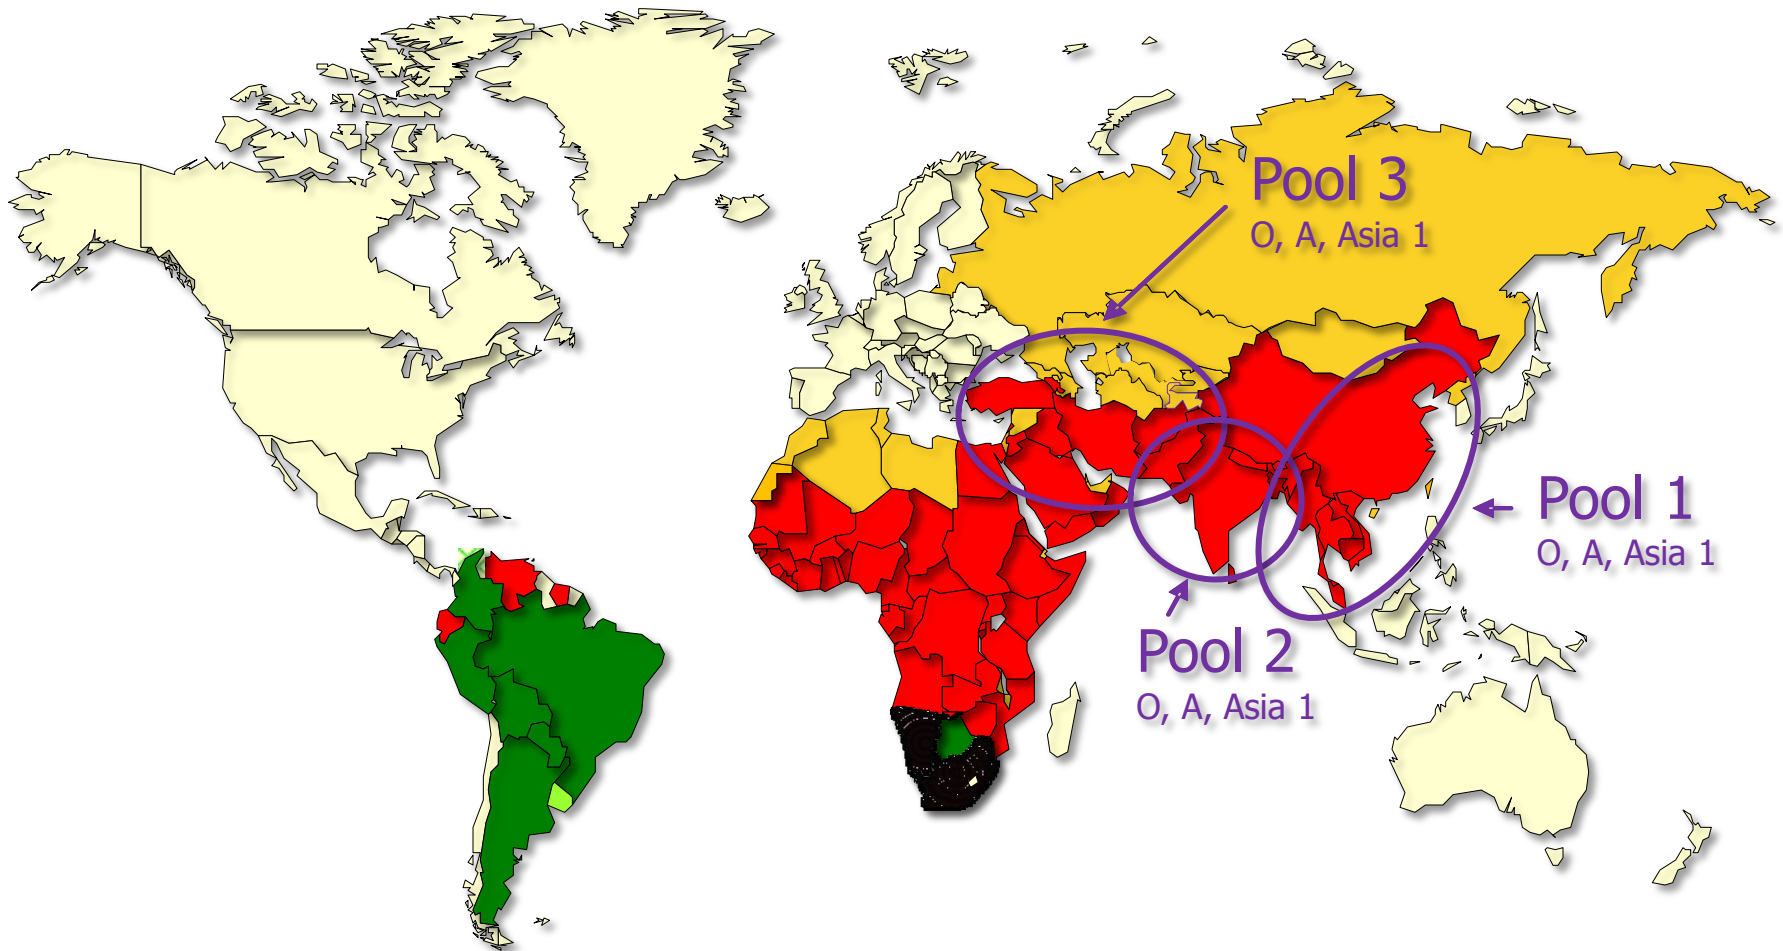 Pool 3
O, A, Asia 1
Pool 1
O, A, Asia 1
Pool 2
O, A, Asia 1